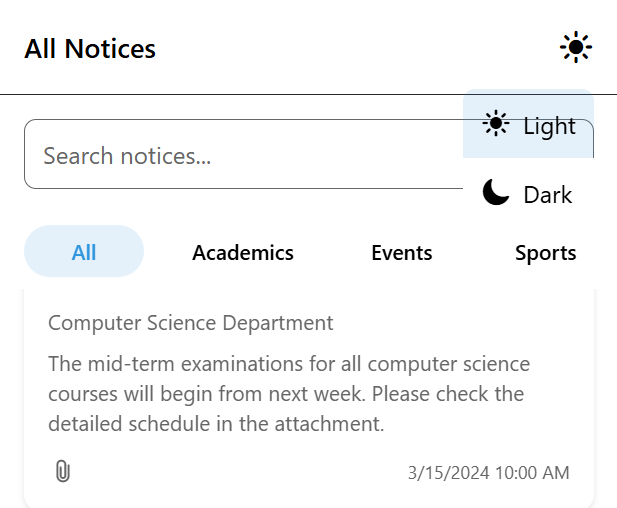 All Notices
Light
Search notices...
Dark
All Academics Events Sports
Computer Science Department
The mid-term examinations for all computer science
courses will begin from next week. Please check the
detailed schedule in the attachment.
3/15/2024 10:00 AM